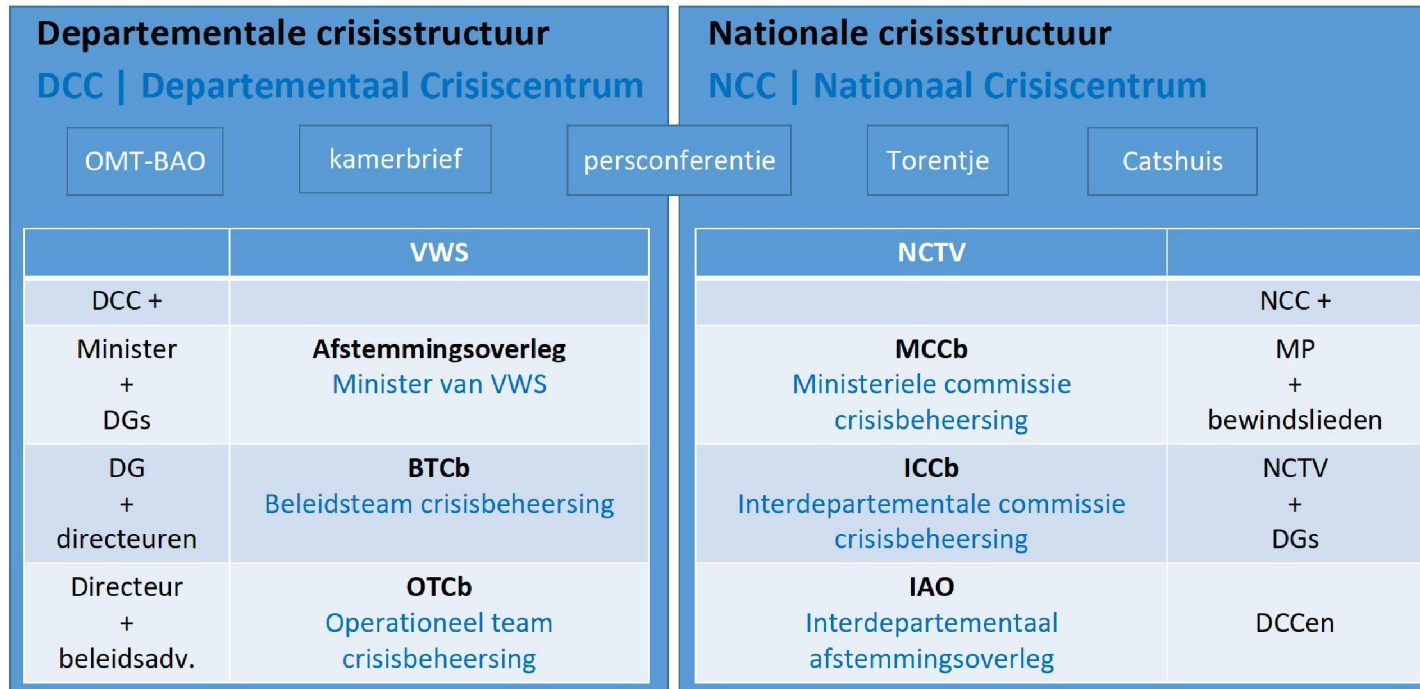 Departementale crisisstructuur
DCC | Departementaal Crisiscentrum
OMT-BAO
kamerbrief
persconferentie
VWS
DCC +
Minister
+
DGs
Afstemmingsoverleg
Minister van VWS
DG
+
directeuren
BTCb
Beleidsteam crisisbeheersing
Directeur
+
beleidsadv.
OTCb
Operationeel team
crisisbeheersing
Nationale crisisstructuur
NCC | Nationaal Crisiscentrum
Torentje
Catshuis
NCTV
NCC +
MCCb
Ministeriele commissie
crisisbeheersing
MP
+
bewindslieden
ICCb
Interdepartementale commissie
crisisbeheersing
NCTV
+
DGs
IAO
Interdepartementaal
afstemmingsoverleg
DCCen